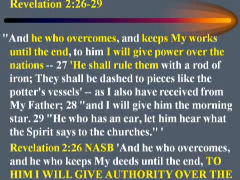 Revelation 2:26-29
"And he who overcomes, and keeps My works
until the end, to him I will give power over the
nations -- 27 'He shall rule them with a rod of
iron; They shall be dashed to pieces like the
potter's vessels' -- as I also have received from
My Father; 28 "and I will give him the morning
star. 29 "He who has an ear, let him hear what
the Spirit says to the churches." '
Revelation 2:26 NASB 'And he who overcomes,
and he who keeps My deeds until the end, TO
HIM I WILL GIVE AUTHORITY OVER THE